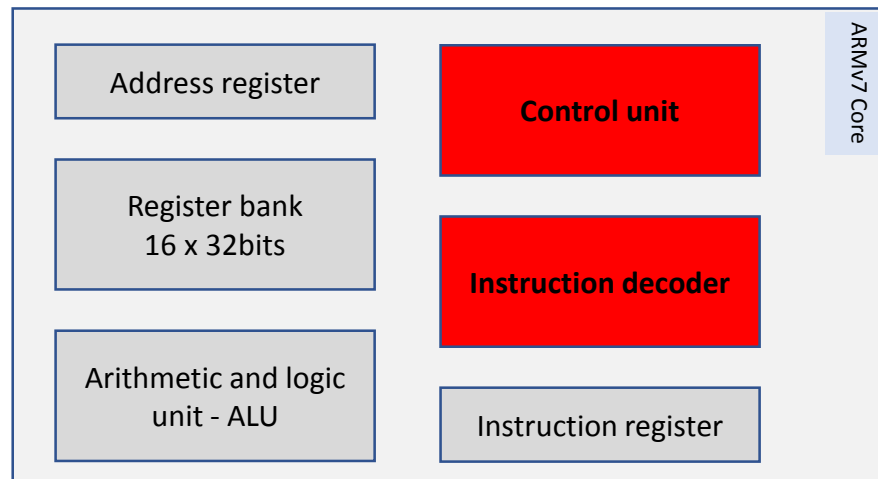 Address register
Register bank
16 x 32bits
Arithmetic and logic
unit - ALU
Control unit
Instruction decoder
Instruction register
ARMv7 Core